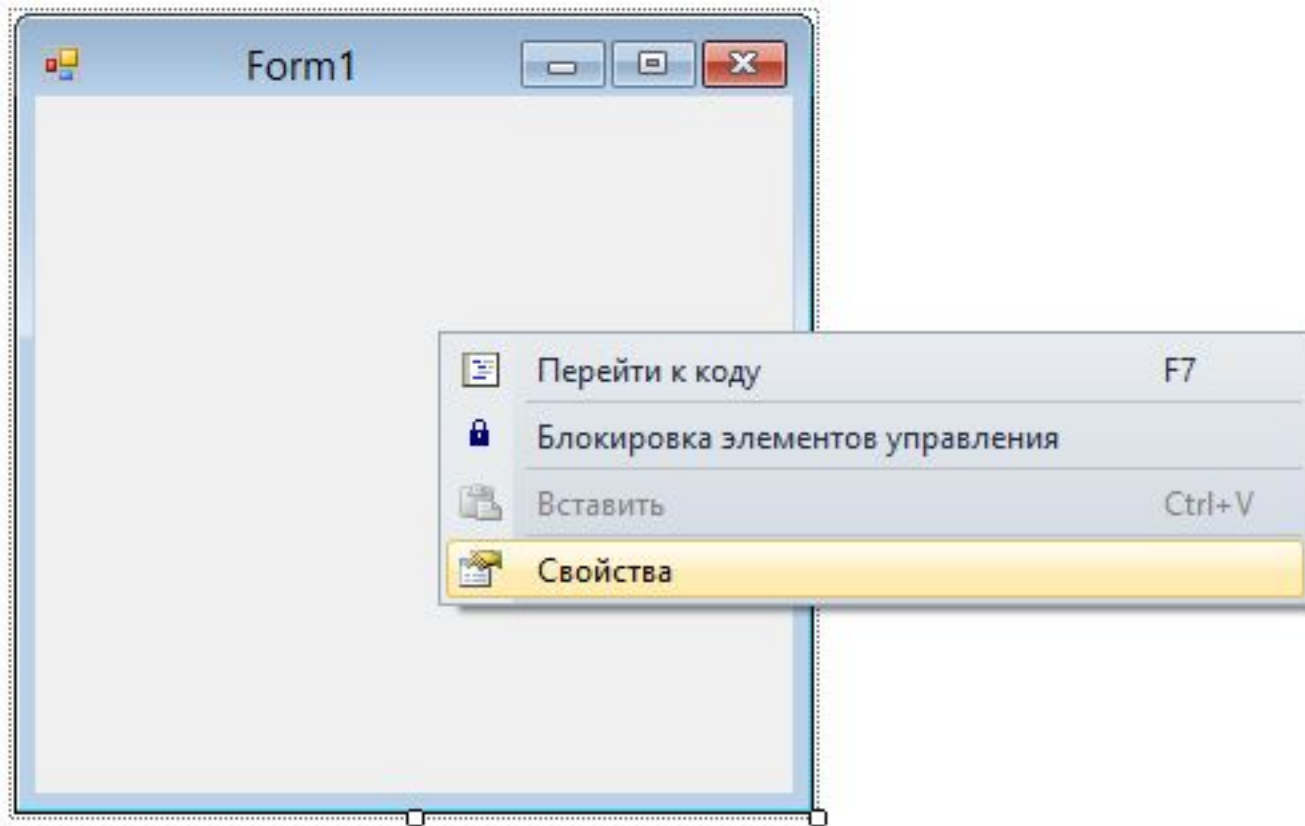 Form1
Перейти к коду F7
Блокировка элементов управления
Вставить Ctrl+V
Свойства